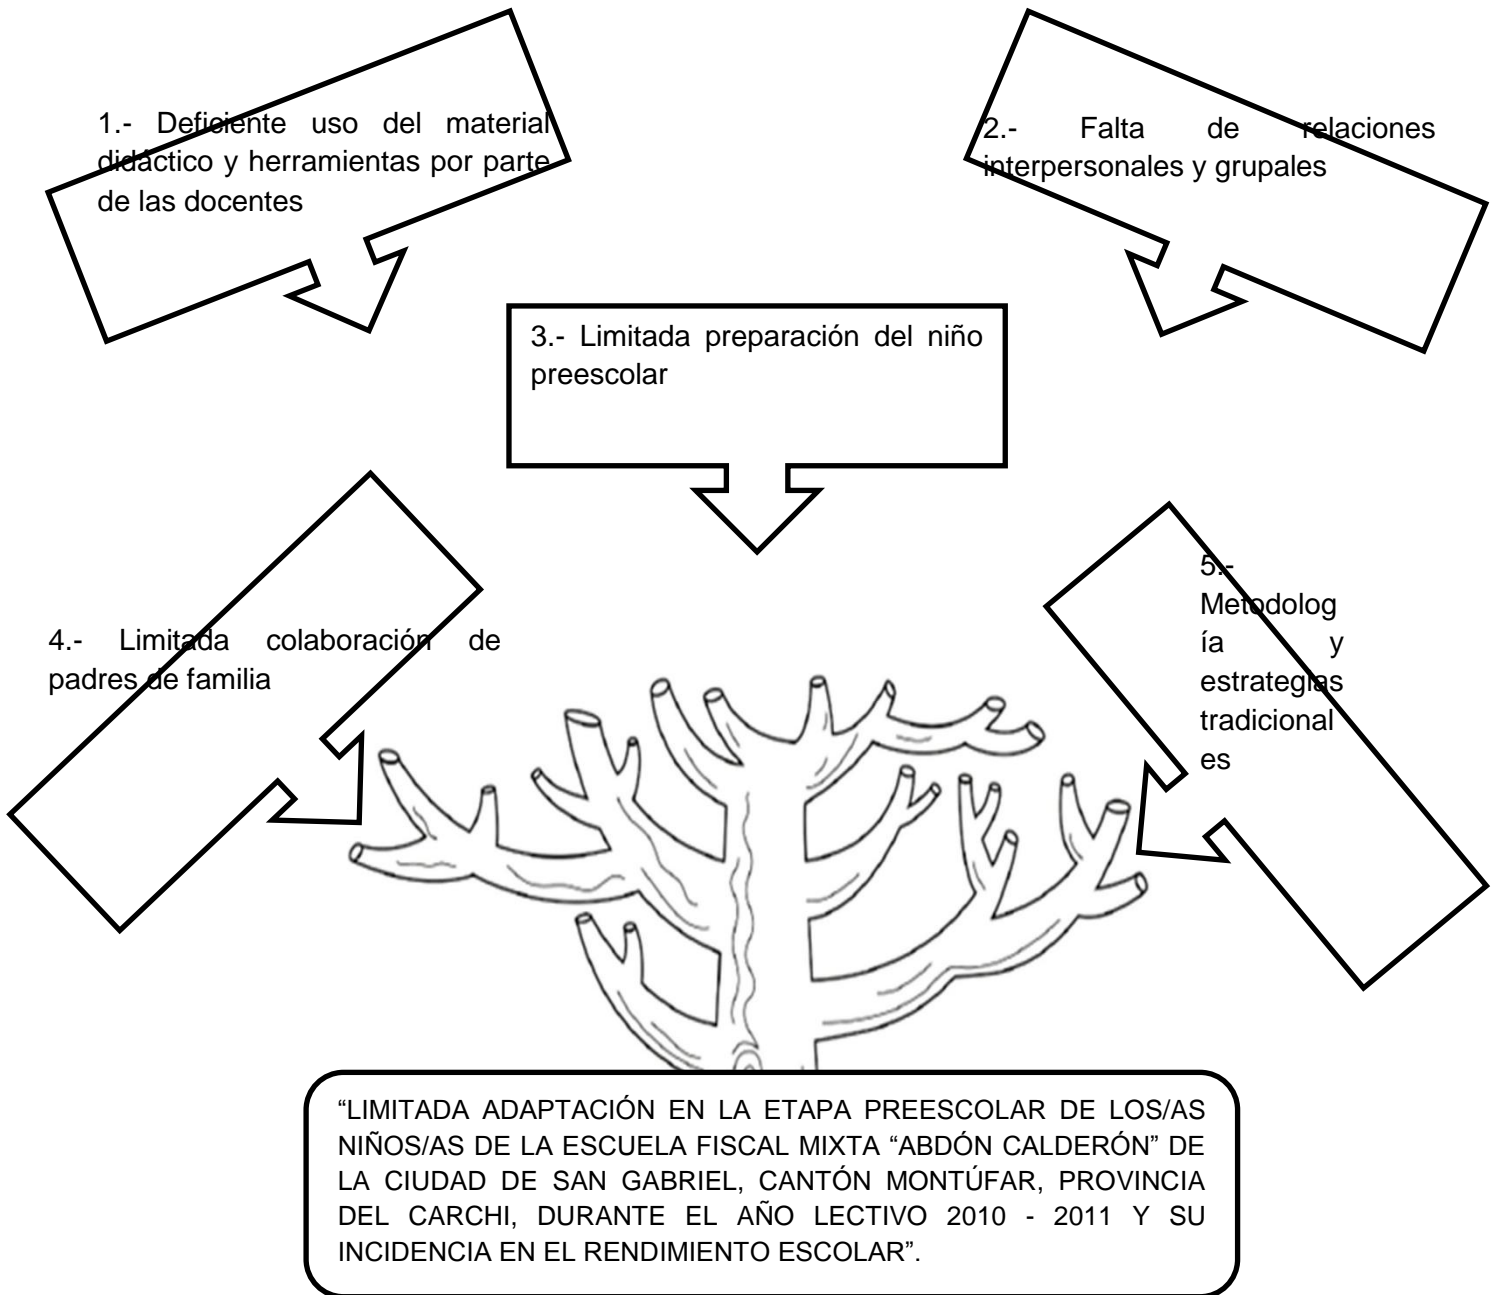 1.- Deficiente uso del material
didáctico y herramientas por parte
de las docentes
2.- Falta de relaciones
interpersonales y grupales
3.- Limitada preparación del niño
preescolar
4.- Limitada colaboración de
padres de familia
5.-
Metodolog
ía y
estrategias
tradicional
es
“LIMITADA ADAPTACIÓN EN LA ETAPA PREESCOLAR DE LOS/AS
NIÑOS/AS DE LA ESCUELA FISCAL MIXTA “ABDÓN CALDERÓN” DE
LA CIUDAD DE SAN GABRIEL, CANTÓN MONTÚFAR, PROVINCIA
DEL CARCHI, DURANTE EL AÑO LECTIVO 2010 - 2011 Y SU
INCIDENCIA EN EL RENDIMIENTO ESCOLAR”.